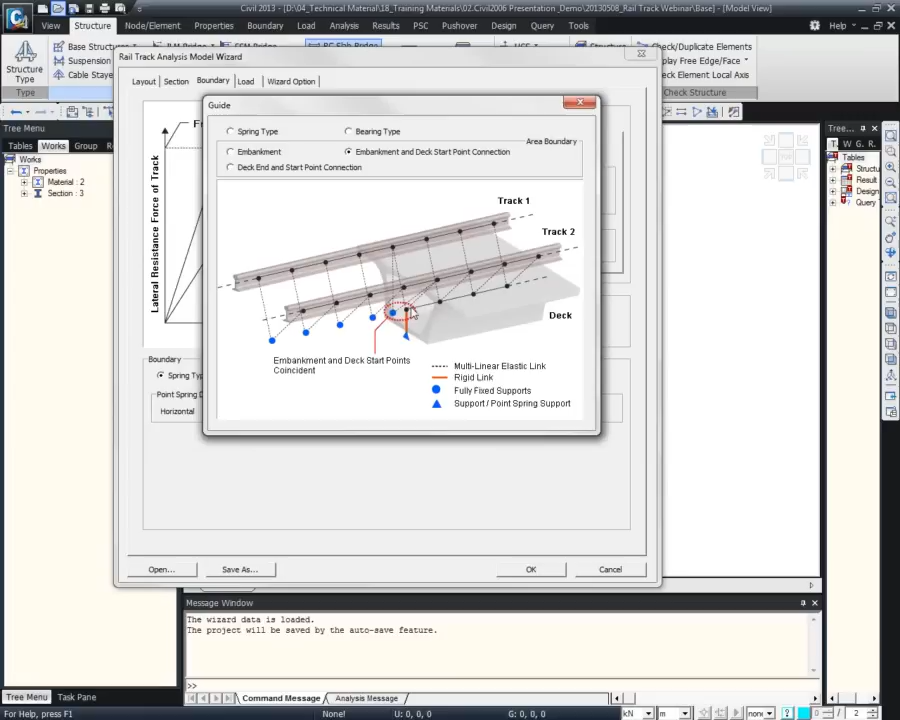 Civil 2013 - [D:\04_Technical Material\18_Training Materials\02.Civil2006 Presentation_Demo\20130508_Rail Track Webinar\Base] - [Model View]
View Structure Node/Element Properties Boundary Load Analysis Results PSC Pushover Design Query Tools Help
Structure Type
Base Structures
Suspension
Cable Staye
Check/Duplicate Elements
play Free Edge/Face
eck Element Local Axis
Type
Check Structure
Tree Menu
Tables Works Group
Works
Properties
Material : 2
Section : 3
Rail Track Analysis Model Wizard
Layout Section Boundary Load Wizard Option
Lateral Resistance Force of Track
Guide
Spring Type
Bearing Type
Area Boundary
Embankment
Embankment and Deck Start Point Connection
Deck End and Start Point Connection
Track 1
Track 2
Deck
Embankment and Deck Start Points
Coincident
Multi-Linear Elastic Link
Rigid Link
Fully Fixed Supports
Support / Point Spring Support
Boundary
Spring Typ
Point Spring D
Horizontal
Open...
Save As...
OK
Cancel
Tree...
T. W G. R.
Tables
Structu
Result
Design
Query
Message Window
The wizard data is loaded.
The project will be saved by the auto-save feature.
>>
Command Message
Analysis Message
Tree Menu
Task Pane
For Help, press F1
None!
U: 0, 0, 0
G: 0, 0, 0
kN
m
none
2